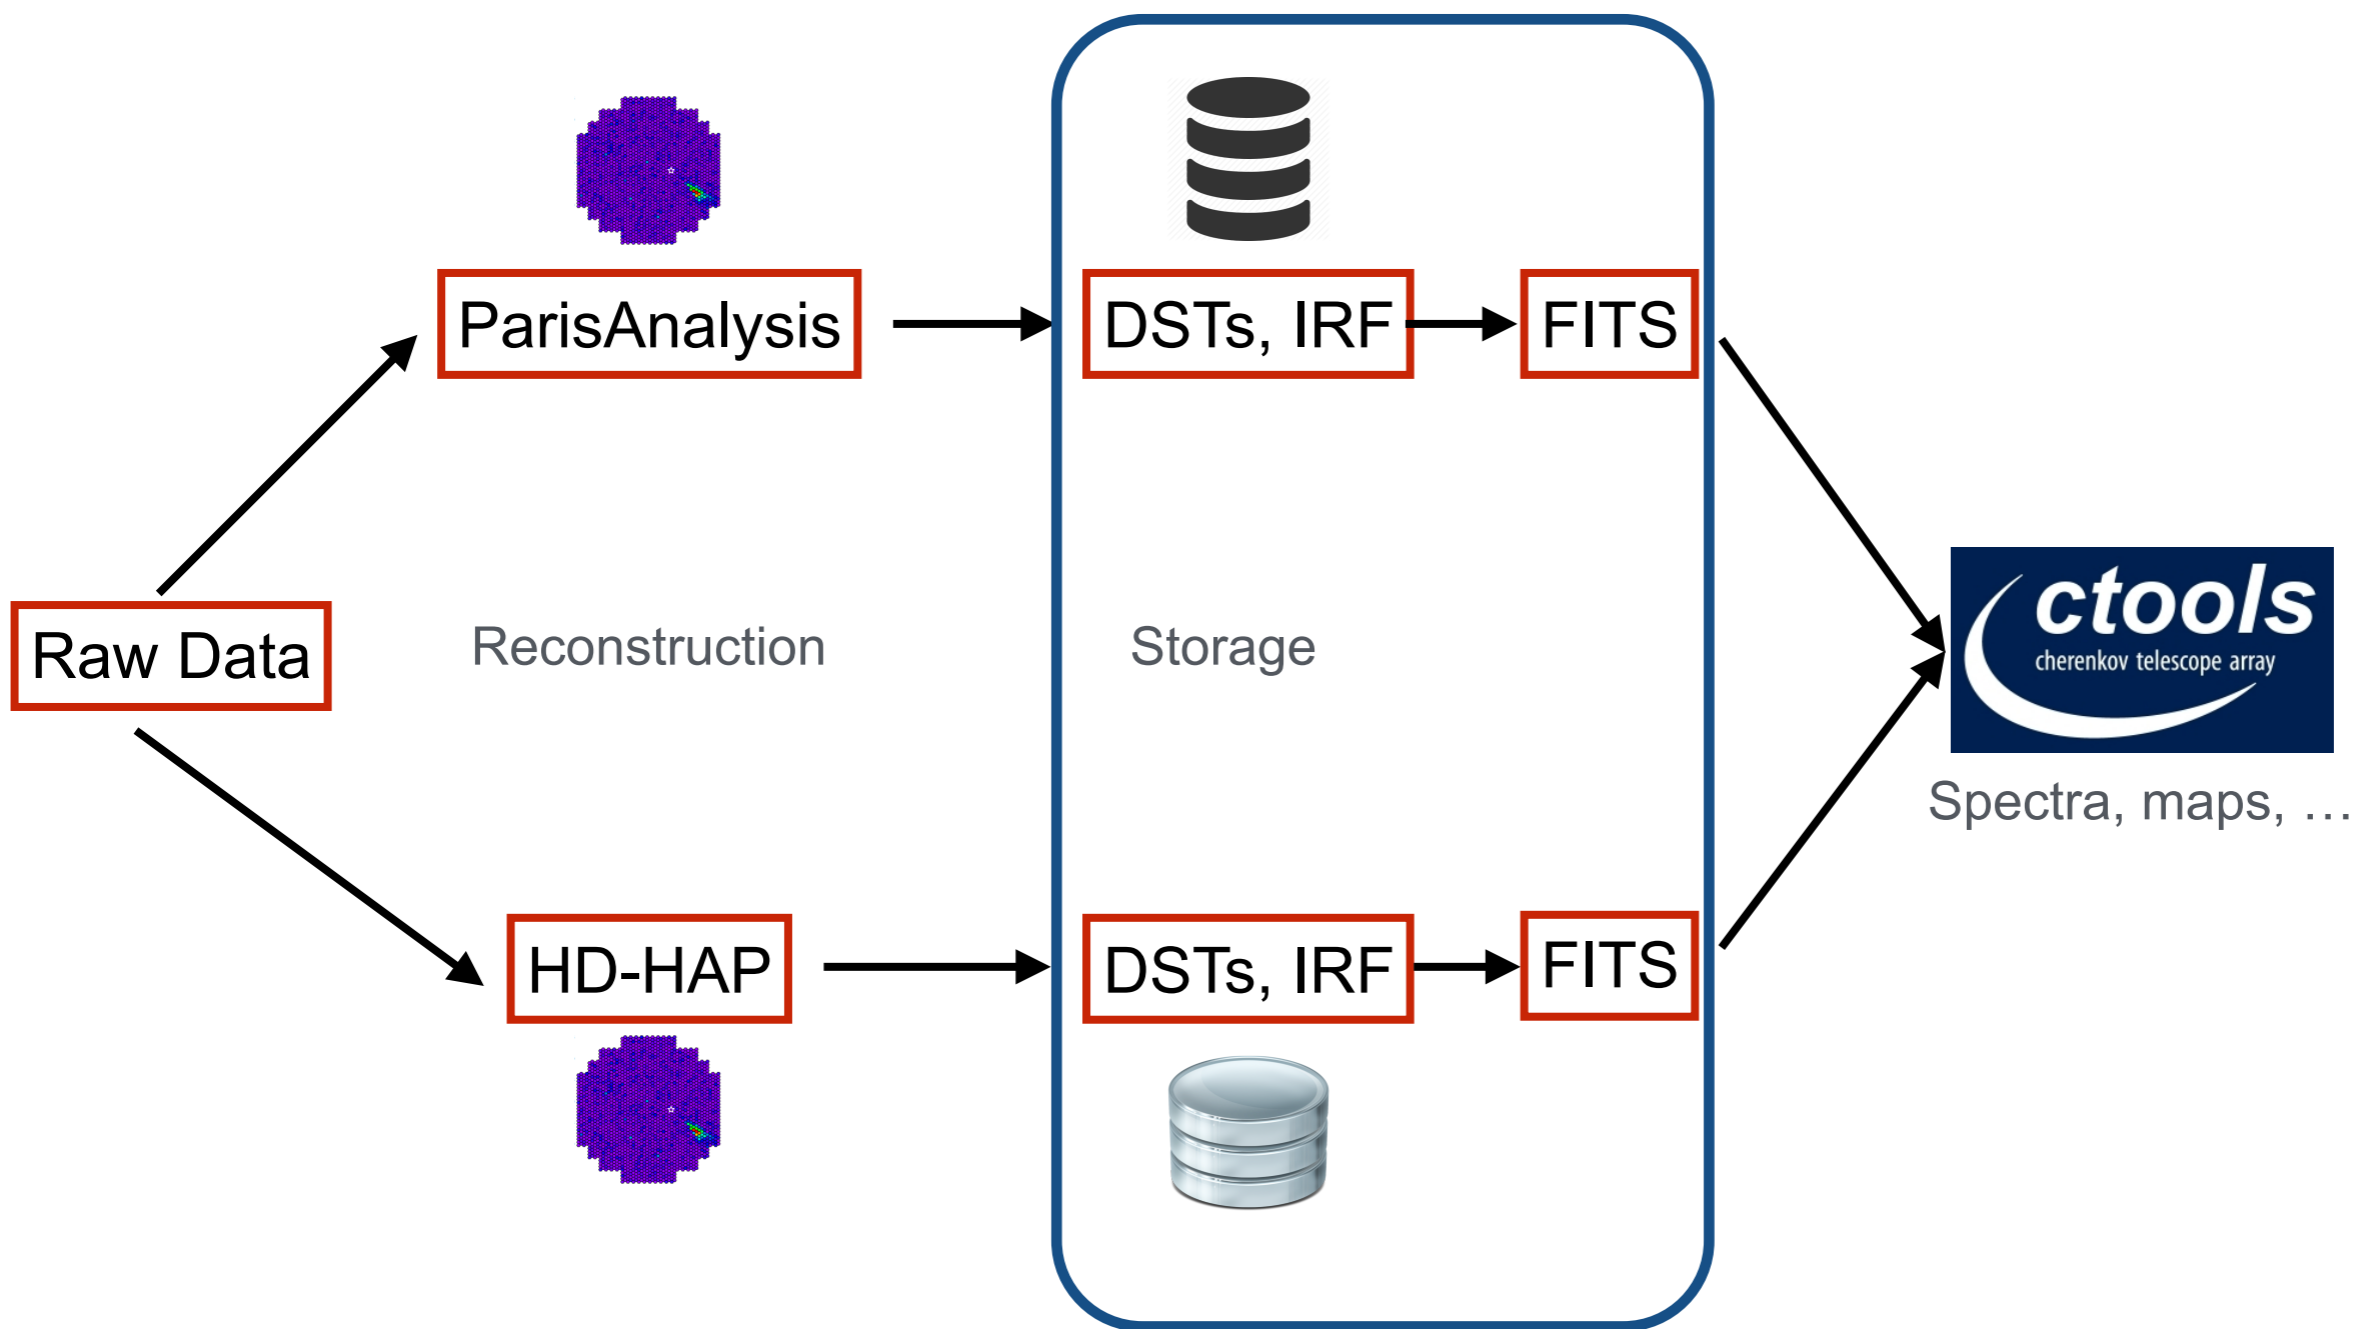 ParisAnalysis
DSTs, IRF
FITS
Raw Data
Reconstruction
Storage
ctools
cherenkov telescope array
Spectra, maps, …
HD-HAP
DSTs, IRF
FITS